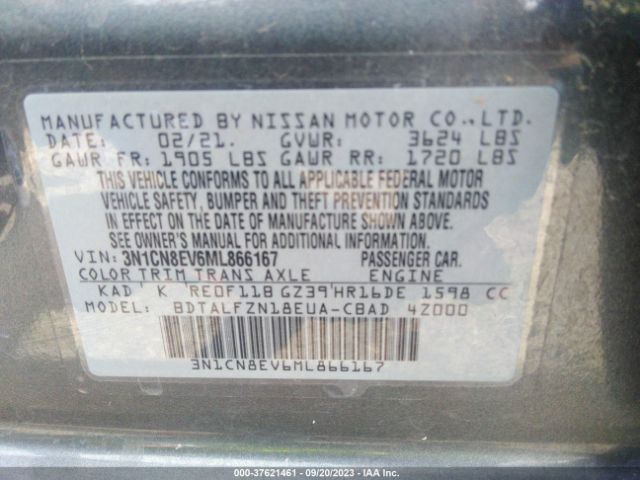 MANUFACTURED BY NISSAN MOTOR CO., LTD.
DATE: 02/21. GVWR: 3624 LBS
GAWR FR: 1905 LBS GAWR RR: 1720 LBS
THIS VEHICLE CONFORMS TO ALL APPLICABLE FEDERAL MOTOR
VEHICLE SAFETY, BUMPER AND THEFT PREVENTION STANDARDS
IN EFFECT ON THE DATE OF MANUFACTURE SHOWN ABOVE.
SEE OWNER'S MANUAL FOR ADDITIONAL INFORMATION.
VIN: 3N1CN8EV6ML866167 PASSENGER CAR.
COLOR TRIM TRANS AXLE ENGINE
KAD K RE0F11B GZ39 HR16DE 1598 CC
MODEL: BDTALFZN18EUA-CBAD 4Z000
3N1CN8EV6ML866167
000-37621461 - 09/20/2023 - IAA Inc.